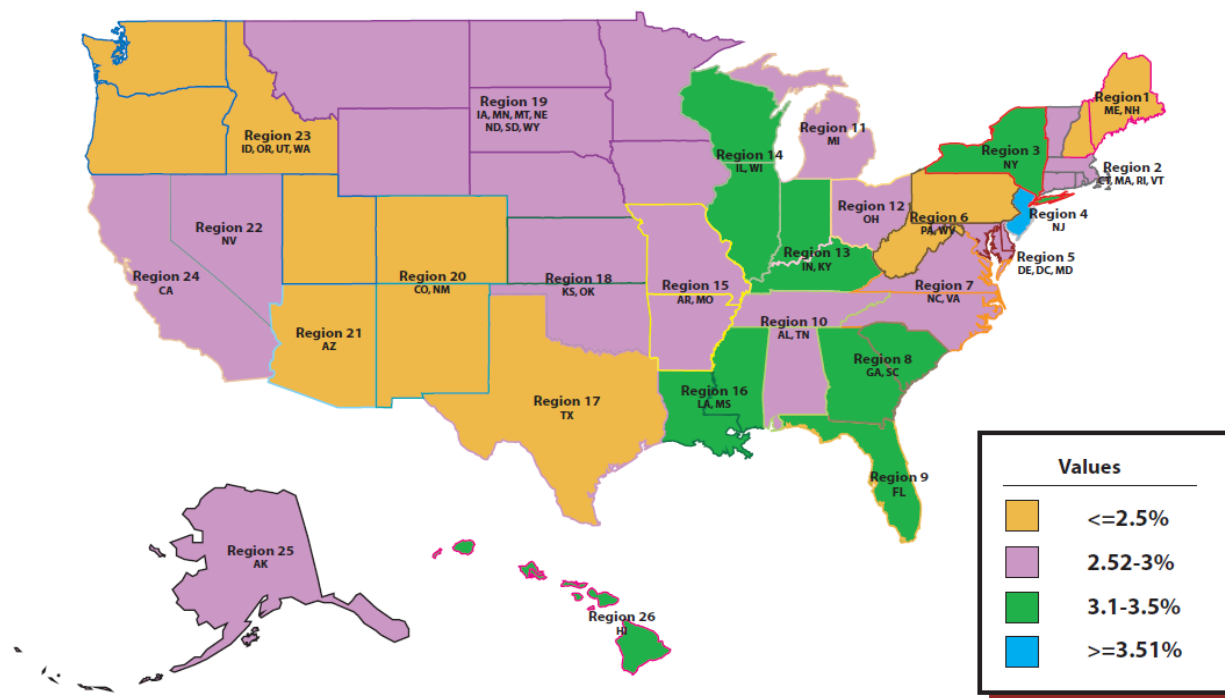 Region 1
ME, NH
Region 19
IA, MN, MT, NE
ND, SD, WY
Region 11
MI
Region 23
ID, OR, UT, WA
Region 14
IL, WI
Region 3
NY
Region 2
CT, MA, RI, VT
Region 12
OH
Region 6
PA, WV
Region 4
NJ
Region 22
NV
Region 13
IN, KY
Region 5
DE, DC, MD
Region 24
CA
Region 20
CO, NM
Region 18
KS, OK
Region 15
AR, MO
Region 7
NC, VA
Region 21
AZ
Region 10
AL, TN
Region 8
GA, SC
Region 16
LA, MS
Region 17
TX
Region 9
FL
Region 25
AK
Region 26
HI
Values
<=2.5%
2.52-3%
3.1-3.5%
>=3.51%